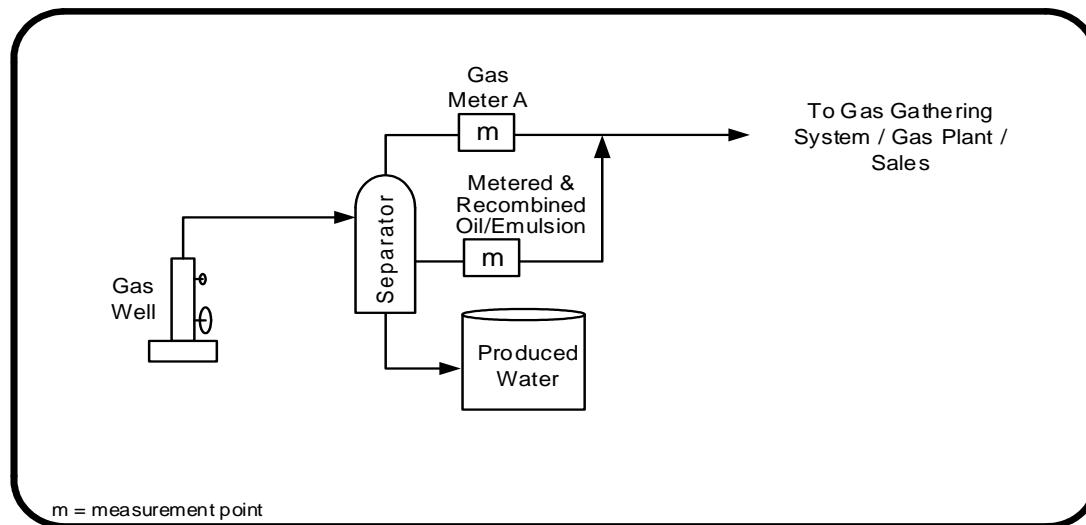 Gas
Meter A
m
To Gas Gathering
System / Gas Plant /
Sales
Metered &
Recombined
Oil/Emulsion
m
Separator
Gas
Well
Produced
Water
m = measurement point